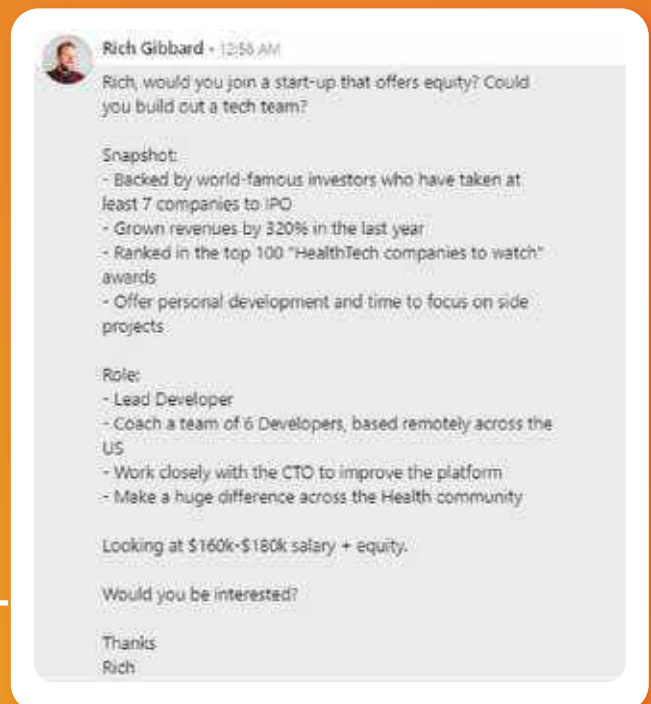 Rich Gibbard • 12:58 AM
Rich, would you join a start-up that offers equity? Could
you build out a tech team?
Snapshot:
- Backed by world-famous investors who have taken at
least 7 companies to IPO
- Grown revenues by 320% in the last year
- Ranked in the top 100 "HealthTech companies to watch"
awards
- Offer personal development and time to focus on side
projects
Role:
- Lead Developer
- Coach a team of 6 Developers, based remotely across the
US
- Work closely with the CTO to improve the platform
- Make a huge difference across the Health community
Looking at $160k-$180k salary + equity.
Would you be interested?
Thanks
Rich